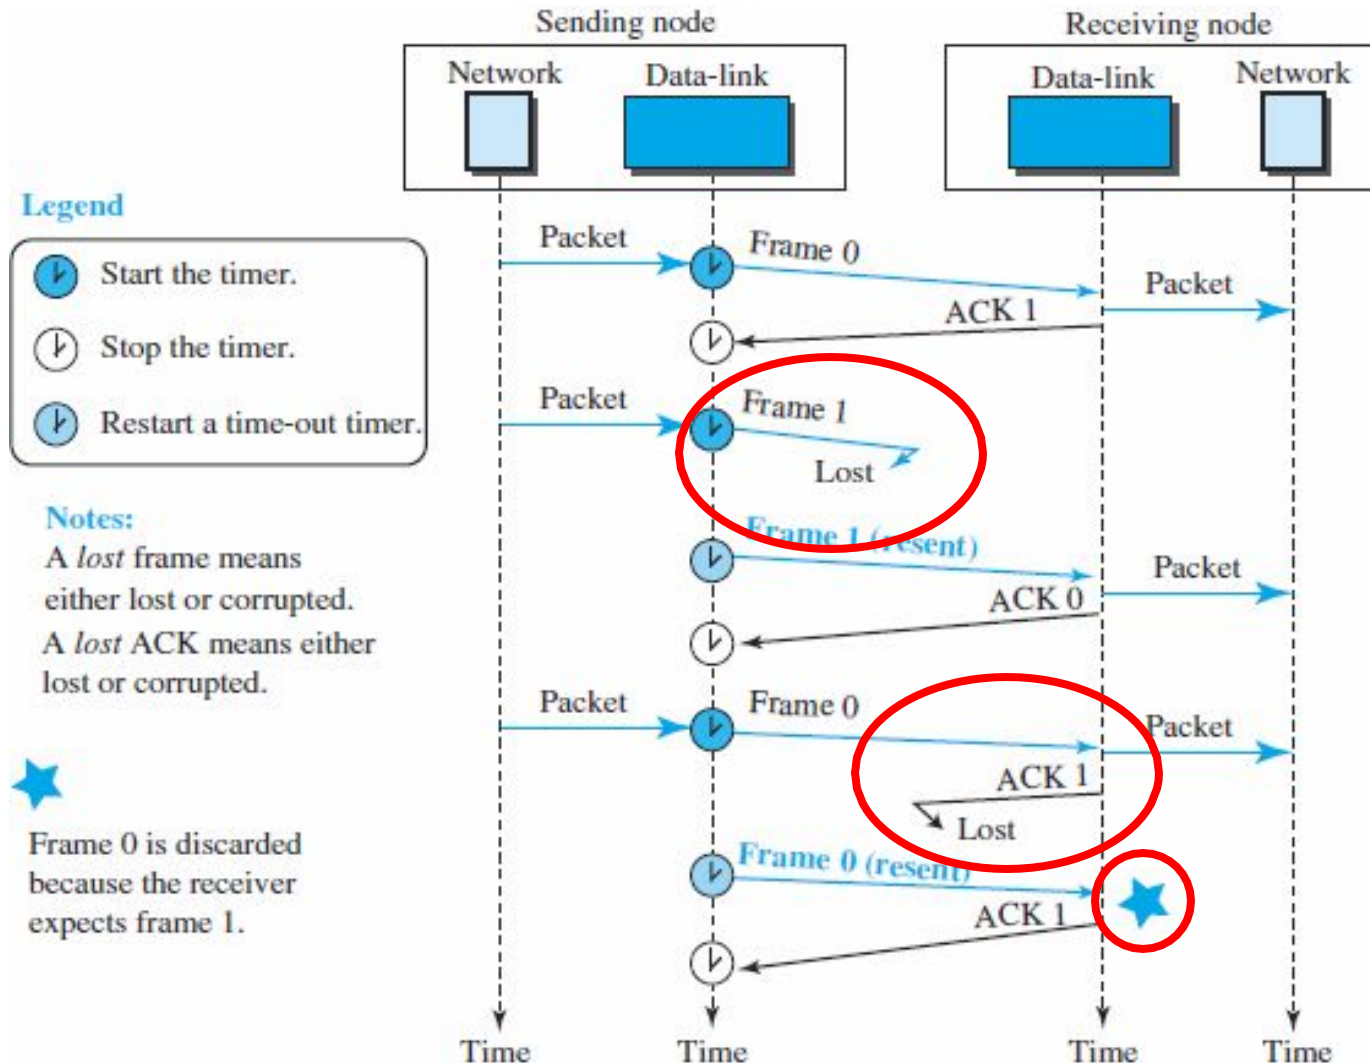 Sending node
Receiving node
Network
Data-link
Data-link
Network
Legend
Start the timer.
Stop the timer.
Restart a time-out timer.
Notes:
A lost frame means
either lost or corrupted.
A lost ACK means either
lost or corrupted.
Frame 0 is discarded
because the receiver
expects frame 1.
Packet
Frame 0
Packet
ACK 1
Packet
Frame 1
Lost
Frame 1 (resent)
Packet
ACK 0
Packet
Frame 0
Packet
ACK 1
Lost
Frame 0 (resent)
ACK 1
Time
Time
Time
Time